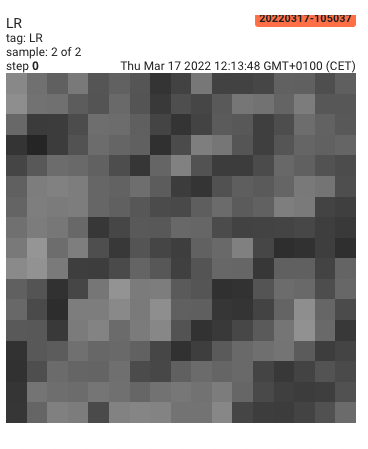 20220317-105037
LR
tag: LR
sample: 2 of 2
step 0 Thu Mar 17 2022 12:13:48 GMT+0100 (CET)